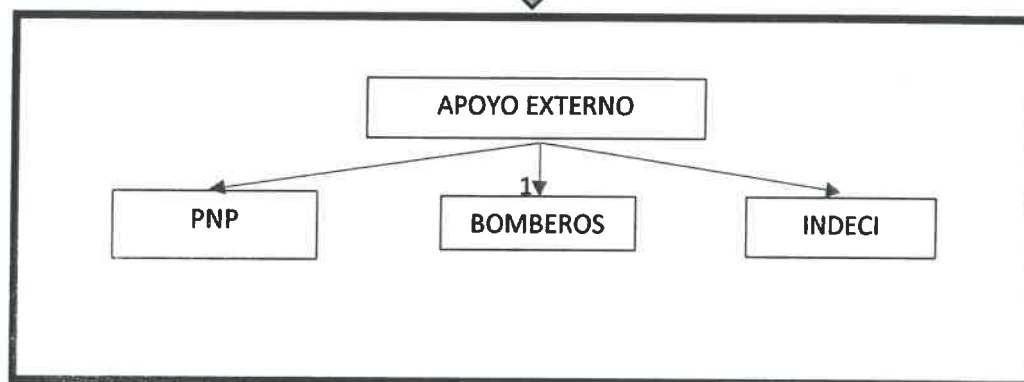 APOYO EXTERNO
1
PNP
BOMBEROS
INDECI